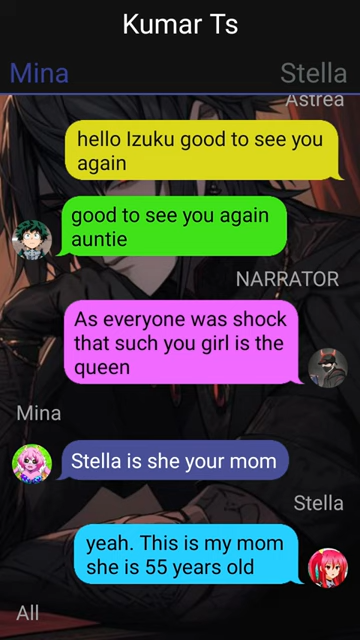 Kumar Ts
Mina
Stella
Astrea
hello Izuku good to see you
again
good to see you again
auntie
NARRATOR
As everyone was shock
that such you girl is the
queen
Mina
Stella is she your mom
Stella
yeah. This is my mom
she is 55 years old
All